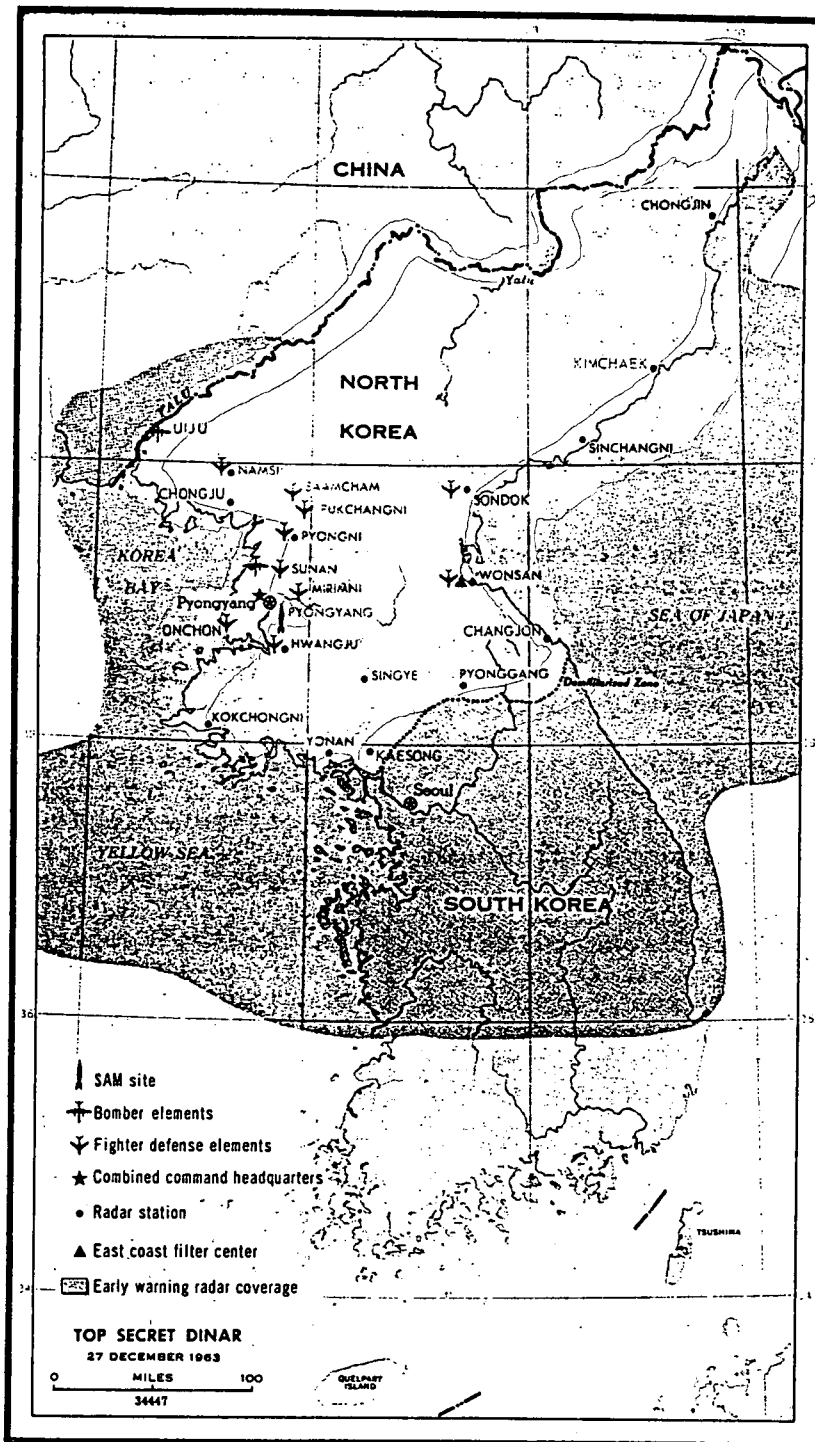 CHINA
CHONGJIN
Yalu
KIMCHAEK
NORTH
KOREA
YALU
UIJU
SINCHANGNI
NAMSI
CHONGJU
SONDOK
PUKCHANGNI
PYONGNI
KOREA
BAY
SUNAN
WONSAN
MIRIMNI
Pyongyang
PYONGYANG
SEA OF JAPAN
ONCHON
CHANGJON
HWANGJU
SINGYE
PYONGGANG
Demilitarized Zone
KOKCHONGNI
YONAN
KAESONG
Seoul
YELLOW SEA
SOUTH KOREA
36
SAM site
Bomber elements
Fighter defense elements
Combined command headquarters
Radar station
East coast filter center
TSUSHIMA
Early warning radar coverage
TOP SECRET DINAR
27 DECEMBER 1963
0 MILES 100
34447
QUELPART
ISLAND